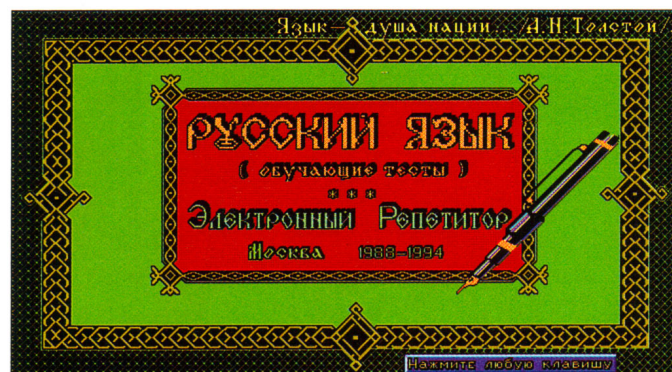 Язык — душа нации /А.Н.Толстой/
РУССКИЙ ЯЗЫК
( обучающие тесты )
* * *
Электронный Репетитор
Москва 1988-1994
Нажмите любую клавишу